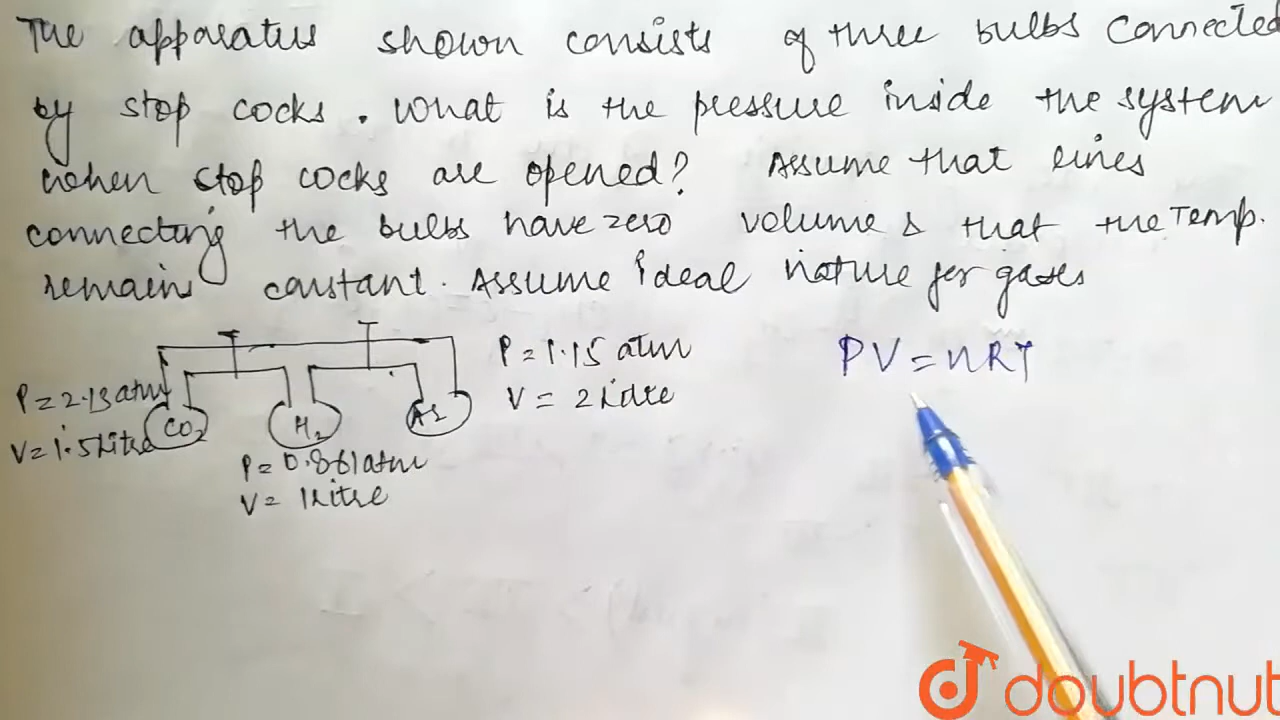 The apparatus shown consists of three bulbs connected
by stop cocks. What is the pressure inside the system
when stop cocks are opened? Assume that lines
connecting the bulbs have zero volume & that the Temp.
remains constant. Assume ideal nature for gases
P = 2.13 atm
V = 1.5 Litre
CO2
H2
Ar
P = 0.861 atm
V = 1 Litre
P = 1.15 atm
V = 2 Litre
PV = nRT
doubtnut